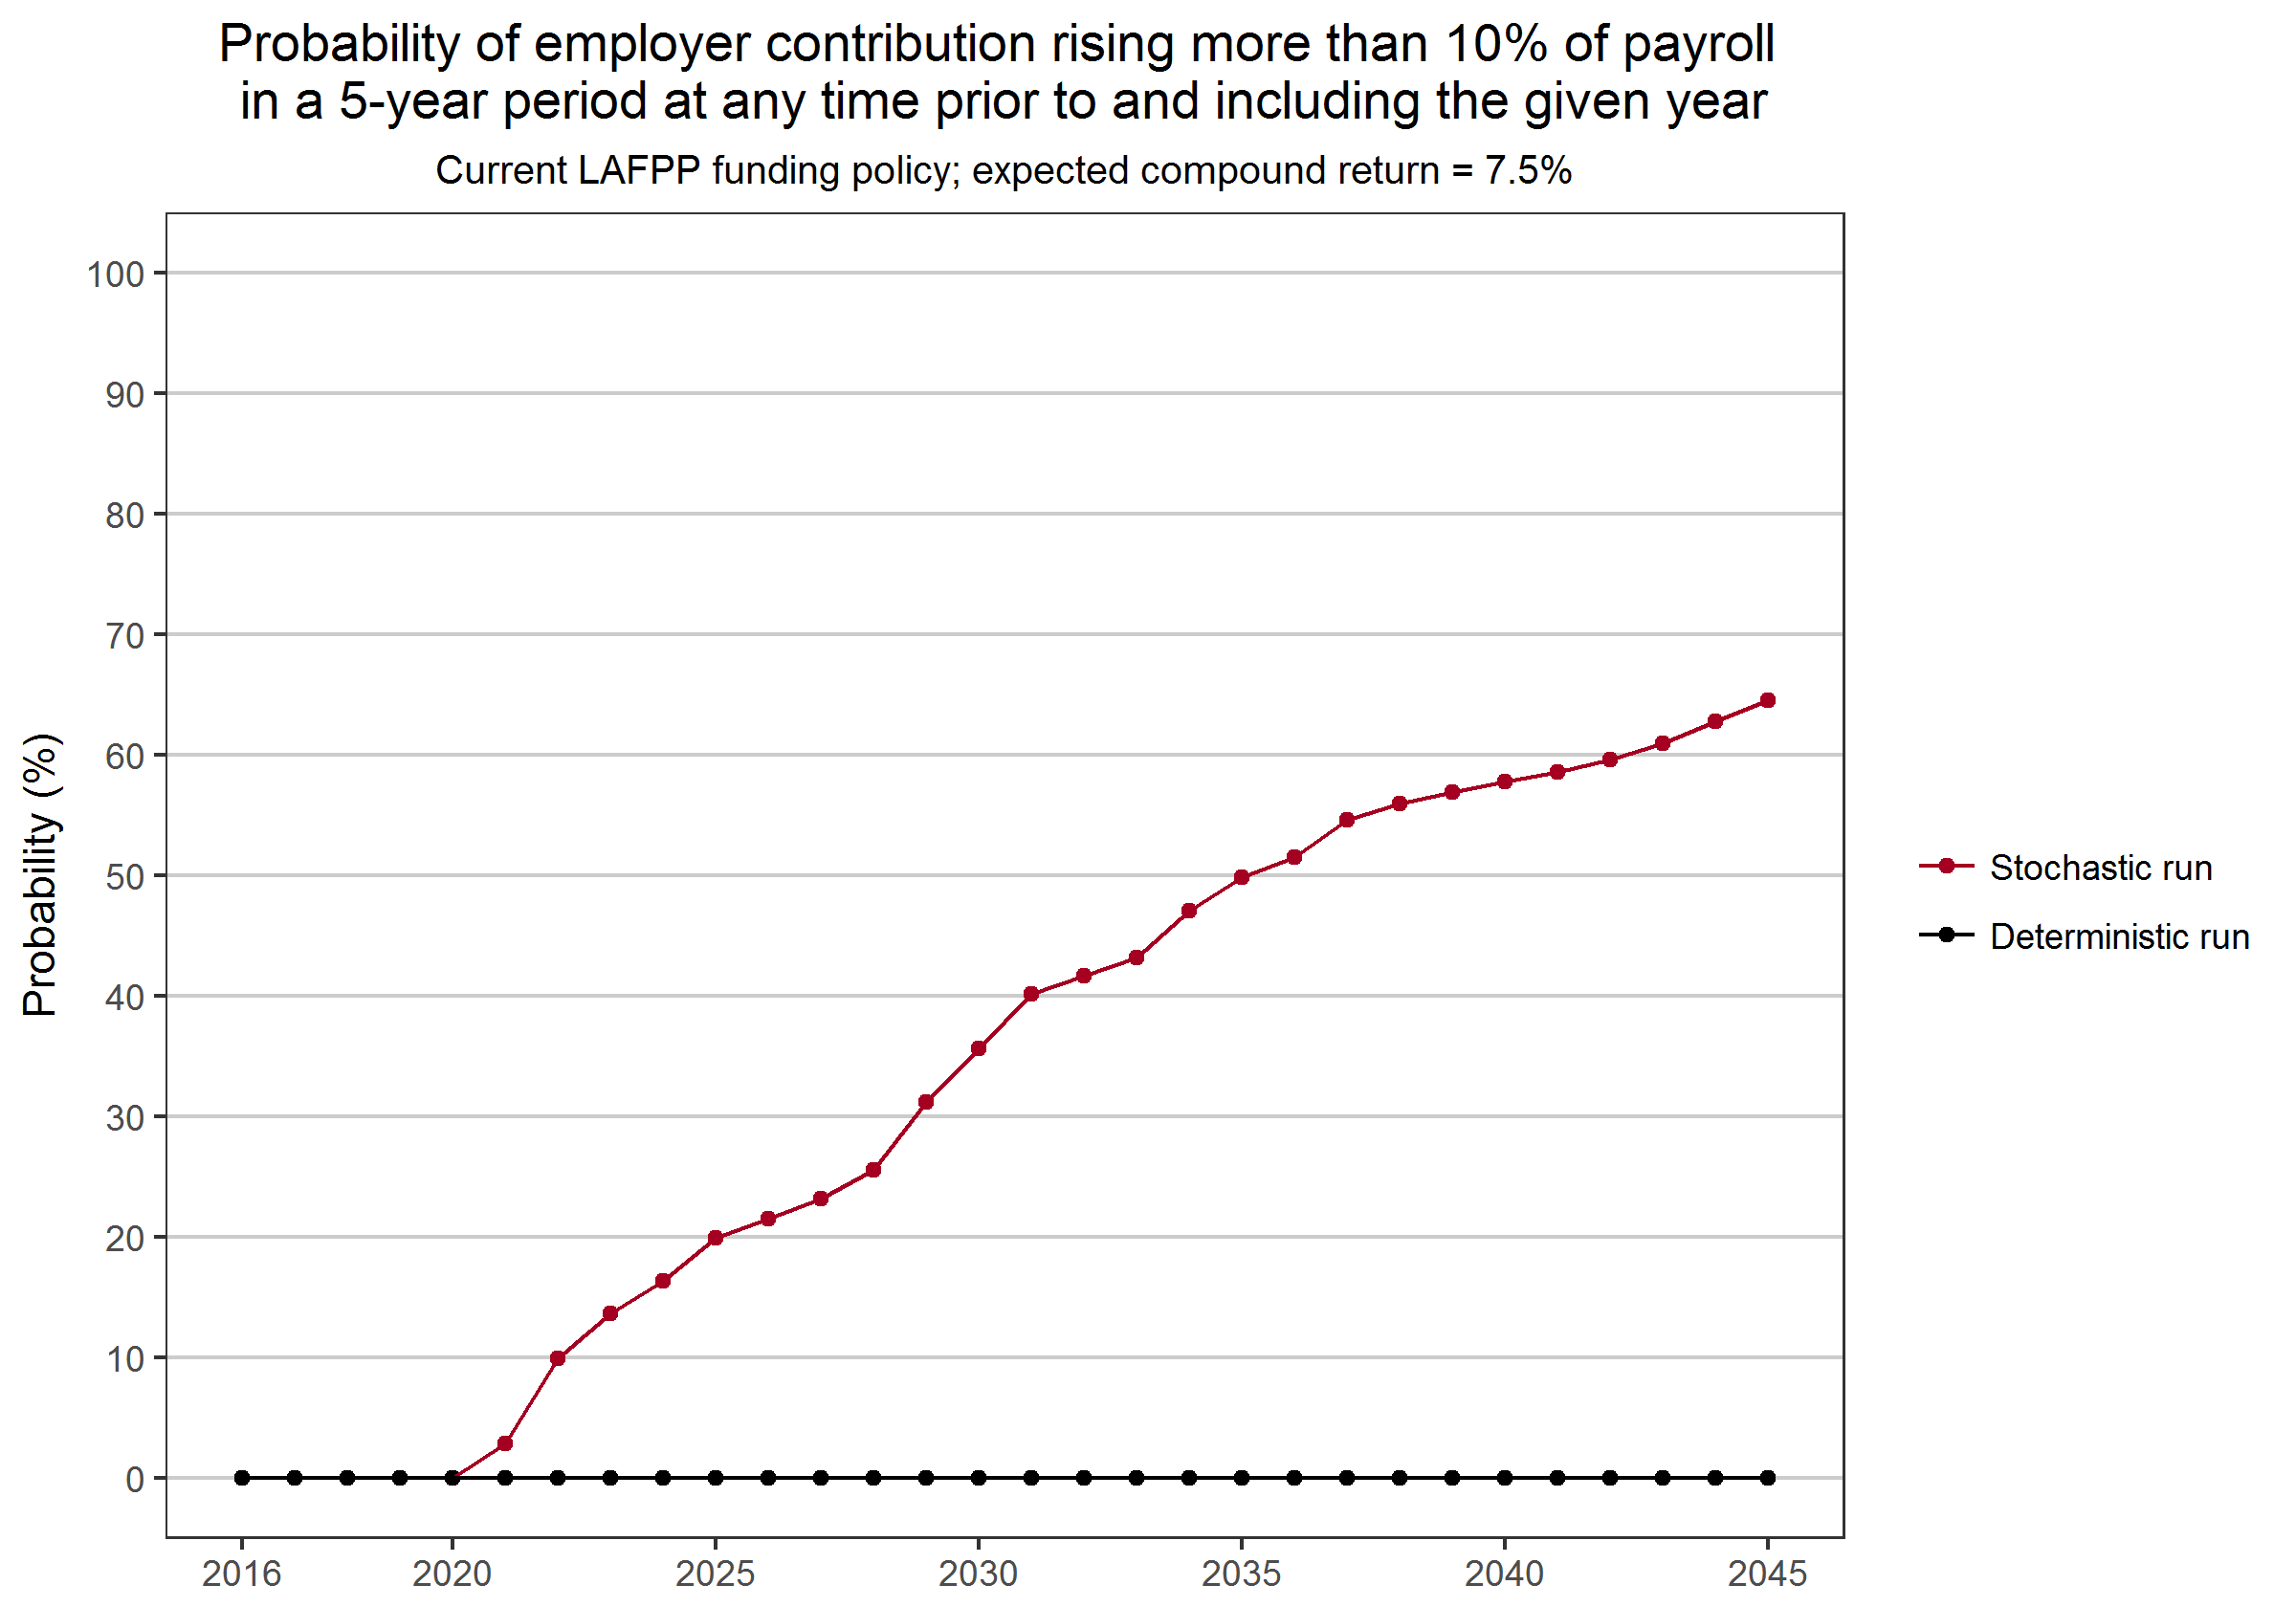 Probability of employer contribution rising more than 10% of payroll
in a 5-year period at any time prior to and including the given year
Current LAFPP funding policy; expected compound return = 7.5%
Probability (%)
100
90
80
70
60
50
40
30
20
10
0
2016 2020 2025 2030 2035 2040 2045
Stochastic run
Deterministic run